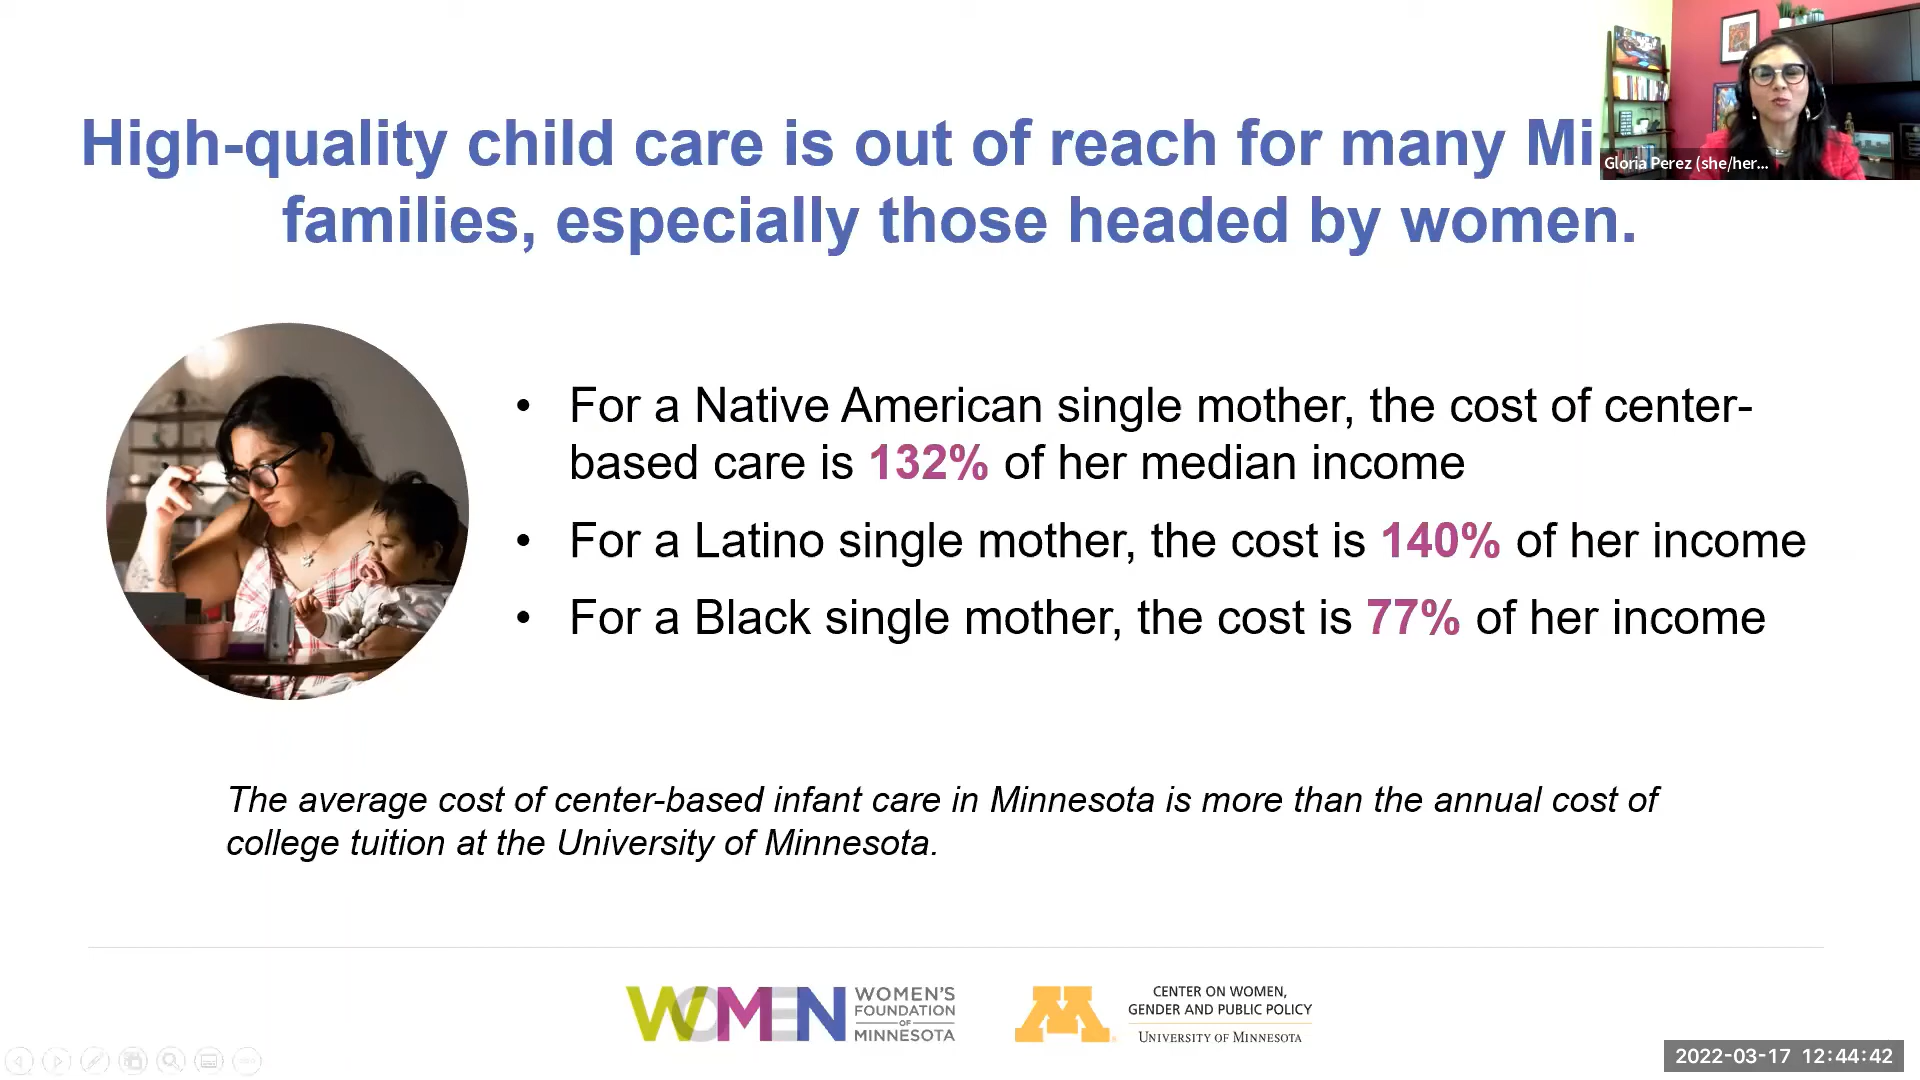 High-quality child care is out of reach for many Mi
Gloria Perez (she/her...
families, especially those headed by women.
• For a Native American single mother, the cost of center-
based care is 132% of her median income
• For a Latino single mother, the cost is 140% of her income
• For a Black single mother, the cost is 77% of her income
The average cost of center-based infant care in Minnesota is more than the annual cost of
college tuition at the University of Minnesota.
WOMEN
WOMEN'S
FOUNDATION
OF
MINNESOTA
M
CENTER ON WOMEN,
GENDER AND PUBLIC POLICY
UNIVERSITY OF MINNESOTA
2022-03-17 12:44:42